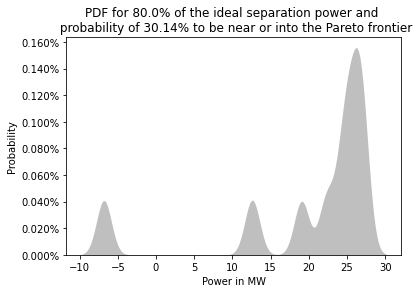 PDF for 80.0% of the ideal separation power and
probability of 30.14% to be near or into the Pareto frontier
0.160%
0.140%
0.120%
0.100%
0.080%
0.060%
0.040%
0.020%
0.000%
Probability
−10 −5 0 5 10 15 20 25 30
Power in MW